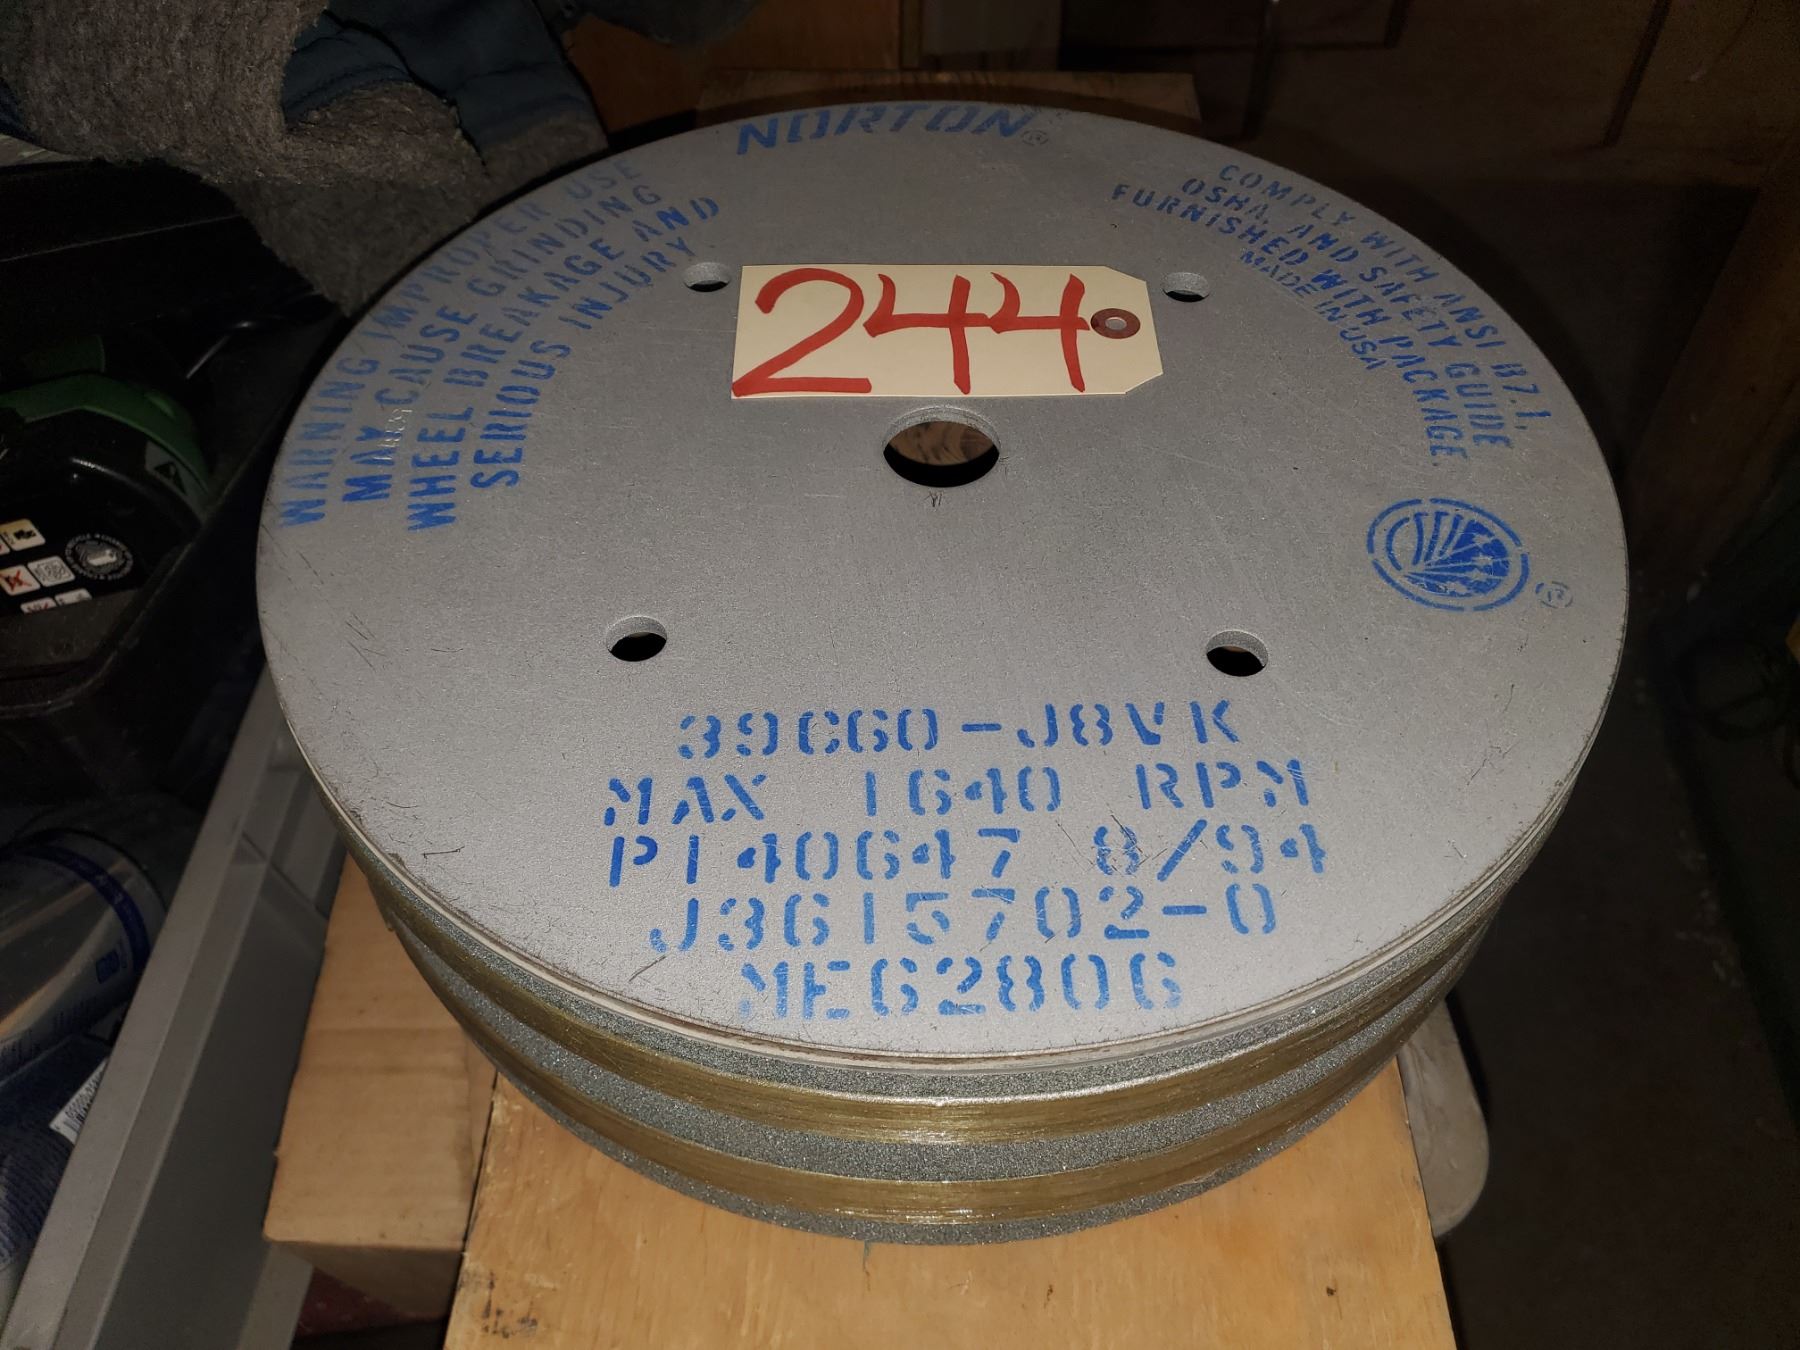 NORTON®
WARNING IMPROPER USE
MAY CAUSE GRINDING
WHEEL BREAKAGE AND
SERIOUS INJURY
COMPLY WITH ANSI B7.1,
OSHA, AND SAFETY GUIDE
FURNISHED WITH PACKAGE.
MADE IN USA
244
®
39C60-J8VK
MAX 1640 RPM
P140647 8/94
J3615702-0
ME62806